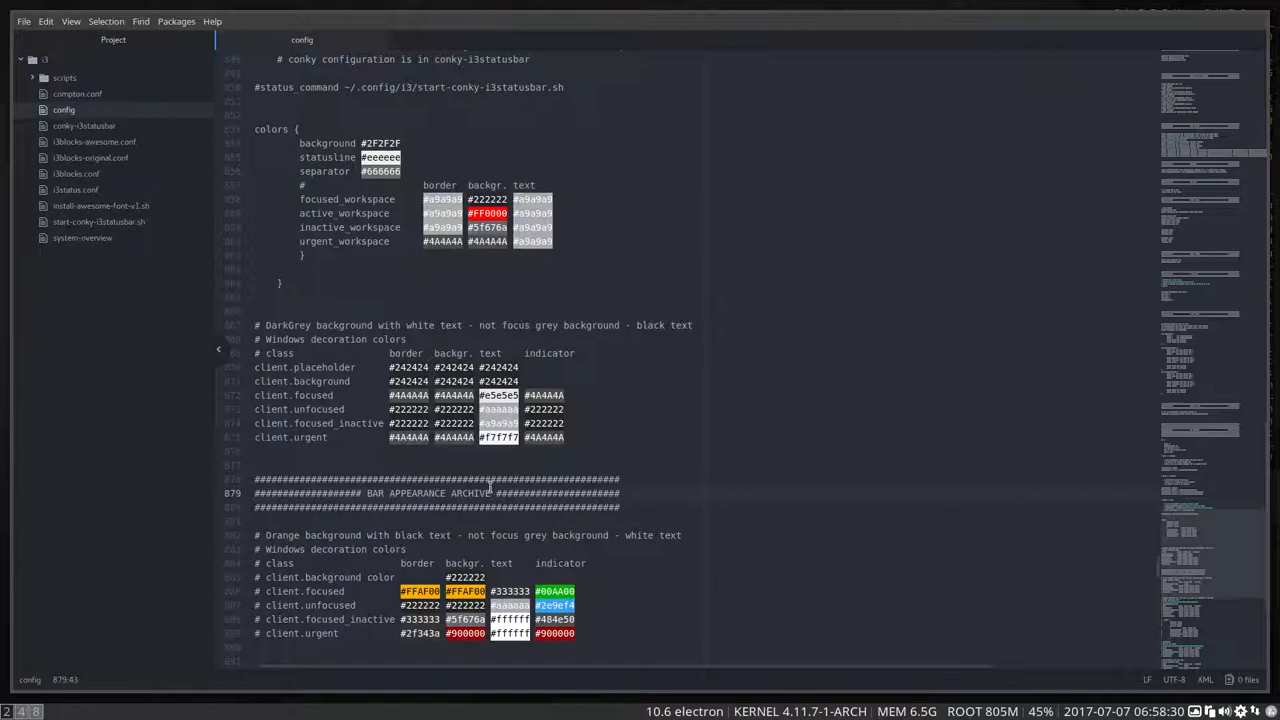 File Edit View Selection Find Packages Help
Project
config
i3
scripts
compton.conf
config
conky-i3statusbar
i3blocks-awesome.conf
i3blocks-original.conf
i3blocks.conf
i3status.conf
install-awesome-font-v1.sh
start-conky-i3statusbar.sh
system-overview
# conky configuration is in conky-i3statusbar
#status_command ~/.config/i3/start-conky-i3statusbar.sh
colors {
background #2F2F2F
statusline #eeeeee
separator #666666
# border backgr. text
focused_workspace #a9a9a9 #222222 #a9a9a9
active_workspace #a9a9a9 #FF0000 #a9a9a9
inactive_workspace #a9a9a9 #5f676a #a9a9a9
urgent_workspace #4A4A4A #4A4A4A #a9a9a9
}
}
# DarkGrey background with white text - not focus grey background - black text
# Windows decoration colors
# class border backgr. text indicator
client.placeholder #242424 #242424 #242424
client.background #242424 #242424 #242424
client.focused #4A4A4A #4A4A4A #e5e5e5 #4A4A4A
client.unfocused #222222 #222222 #aaaaaa #222222
client.focused_inactive #222222 #222222 #a9a9a9 #222222
client.urgent #4A4A4A #4A4A4A #f7f7f7 #4A4A4A
#################################################################
879 ################### BAR APPEARANCE ARCHIVE ######################
#################################################################
# Orange background with black text - not focus grey background - white text
# Windows decoration colors
# class border backgr. text indicator
# client.background color #222222
# client.focused #FFAF00 #FFAF00 #333333 #00AA00
# client.unfocused #222222 #222222 #aaaaaa #2e9ef4
# client.focused_inactive #333333 #5f676a #ffffff #484e50
# client.urgent #2f343a #900000 #ffffff #900000
config 879:43 LF UTF-8 XML 0 files
2 4 8 10.6 electron KERNEL 4.11.7-1-ARCH MEM 6.5G ROOT 805M 45% 2017-07-07 06:58:30